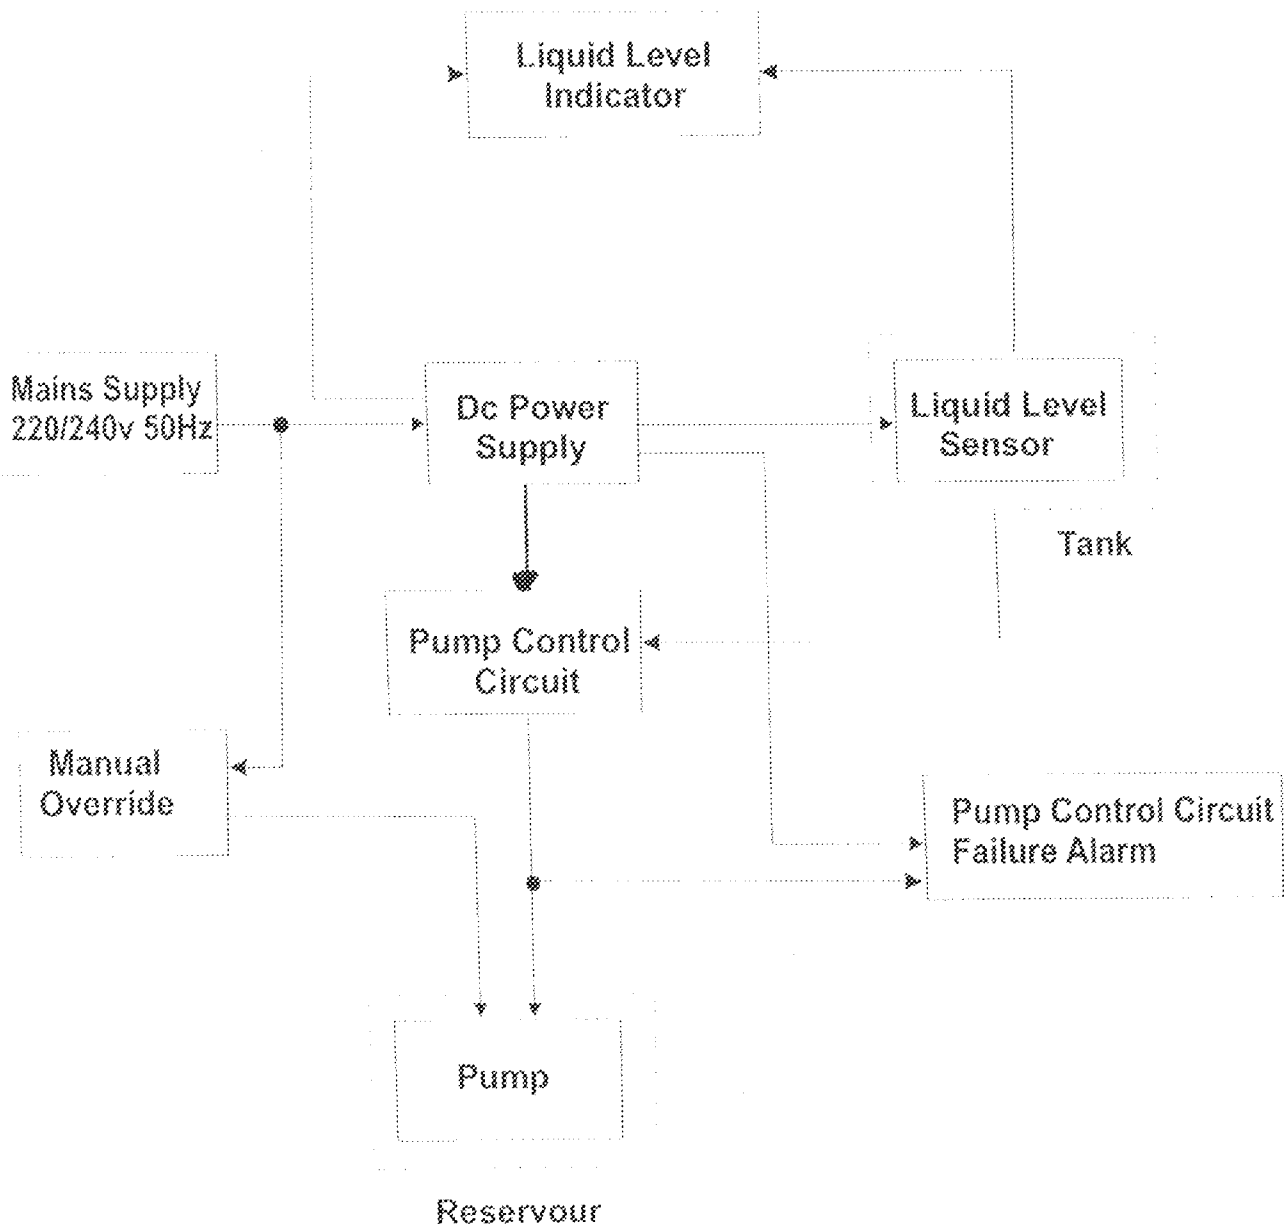 Liquid Level
Indicator
Mains Supply
220/240v 50Hz
Dc Power
Supply
Liquid Level
Sensor
Tank
Pump Control
Circuit
Manual
Override
Pump Control Circuit
Failure Alarm
Pump
Reservour